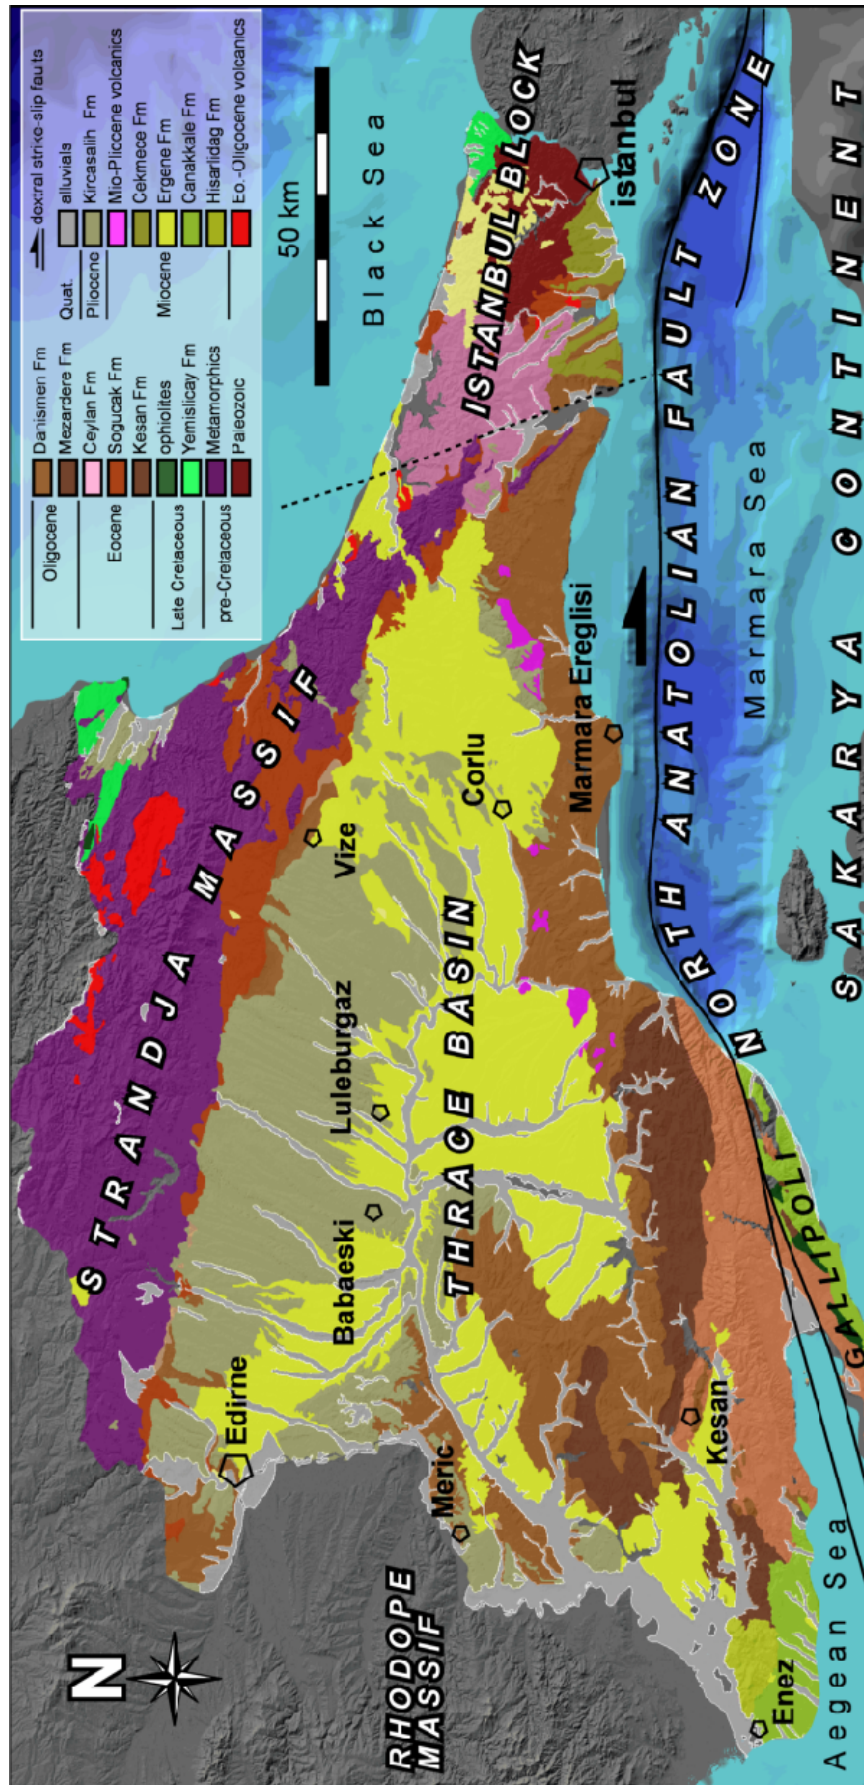 dextral strike-slip fauts
Quat.
Pliocene
Miocene
alluvials
Kircasalih Fm
Mio-Pliccene volcanics
Cekmece Fm
Ergene Fm
Canakkale Fm
Hisarlidag Fm
Eo.-Oligocene volcanics
Oligocene
Eocene
Late Cretaceous
pre-Cretaceous
Danismen Fm
Mezardere Fm
Ceylan Fm
Sogucak Fm
Kesan Fm
ophiolites
Yemislicay Fm
Metamorphics
Paleozoic
50 km
Black Sea
N
STRANDJA MASSIF
ISTANBUL BLOCK
istanbul
Edirne
Babaeski
Luleburgaz
Vize
Corlu
THRACE BASIN
RHODOPE
MASSIF
Meric
Marmara Ereglisi
Kesan
Enez
GALLIPOLI
NORTH ANATOLIAN FAULT ZONE
Marmara Sea
Aegean Sea
SAKARYA CONTINENT